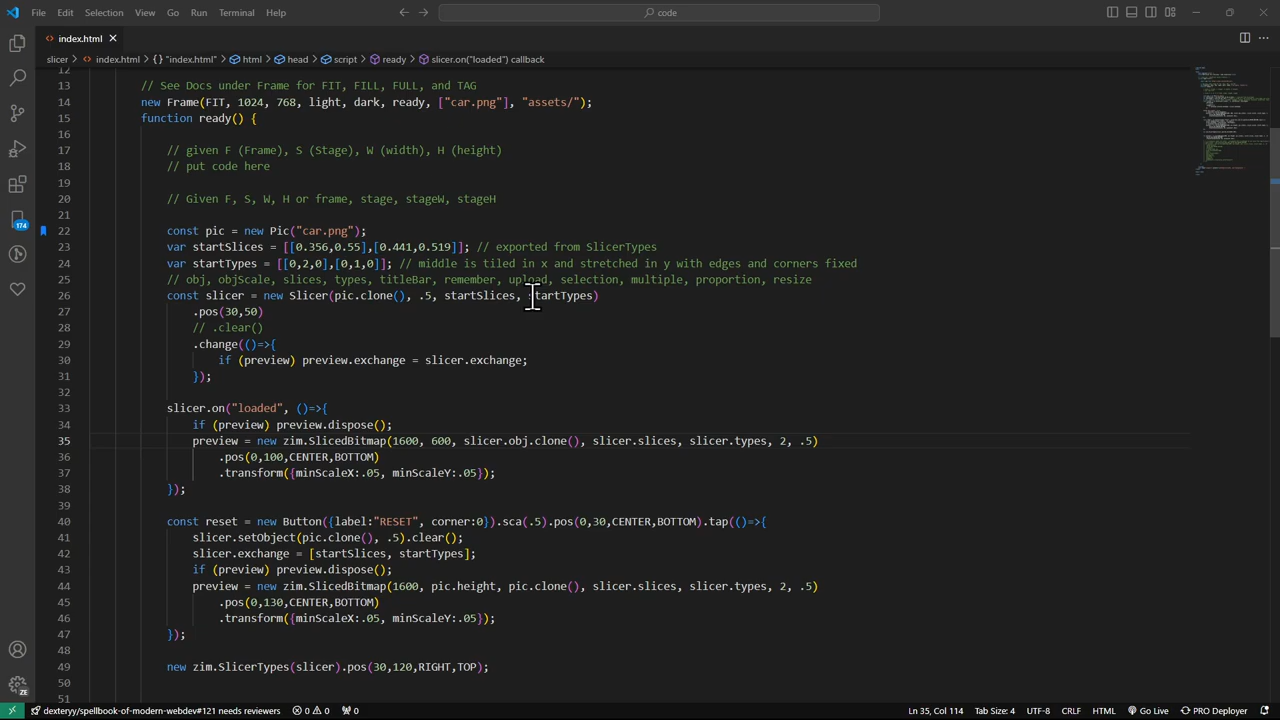 File Edit Selection View Go Run Terminal Help
code
index.html
slicer > index.html > "index.html" > html > head > script > ready > slicer.on("loaded") callback
12
13 // See Docs under Frame for FIT, FILL, FULL, and TAG
14 new Frame(FIT, 1024, 768, light, dark, ready, ["car.png"], "assets/");
15 function ready() {
16
17 // given F (Frame), S (Stage), W (width), H (height)
18 // put code here
19
20 // Given F, S, W, H or frame, stage, stageW, stageH
21
22 const pic = new Pic("car.png");
23 var startSlices = [[0.356,0.55],[0.441,0.519]]; // exported from SlicerTypes
24 var startTypes = [[0,2,0],[0,1,0]]; // middle is tiled in x and stretched in y with edges and corners fixed
25 // obj, objScale, slices, types, titleBar, remember, upload, selection, multiple, proportion, resize
26 const slicer = new Slicer(pic.clone(), .5, startSlices, startTypes)
27 .pos(30,50)
28 // .clear()
29 .change(()=>{
30 if (preview) preview.exchange = slicer.exchange;
31 });
32
33 slicer.on("loaded", ()=>{
34 if (preview) preview.dispose();
35 preview = new zim.SlicedBitmap(1600, 600, slicer.obj.clone(), slicer.slices, slicer.types, 2, .5)
36 .pos(0,100,CENTER,BOTTOM)
37 .transform({minScaleX:.05, minScaleY:.05});
38 });
39
40 const reset = new Button({label:"RESET", corner:0}).sca(.5).pos(0,30,CENTER,BOTTOM).tap(()=>{
41 slicer.setObject(pic.clone(), .5).clear();
42 slicer.exchange = [startSlices, startTypes];
43 if (preview) preview.dispose();
44 preview = new zim.SlicedBitmap(1600, pic.height, pic.clone(), slicer.slices, slicer.types, 2, .5)
45 .pos(0,130,CENTER,BOTTOM)
46 .transform({minScaleX:.05, minScaleY:.05});
47 });
48
49 new zim.SlicerTypes(slicer).pos(30,120,RIGHT,TOP);
50
51
174
ZE
dexteryy/spellbook-of-modern-webdev#121 needs reviewers 0 0 0 Ln 35, Col 114 Tab Size: 4 UTF-8 CRLF HTML Go Live PRO Deployer